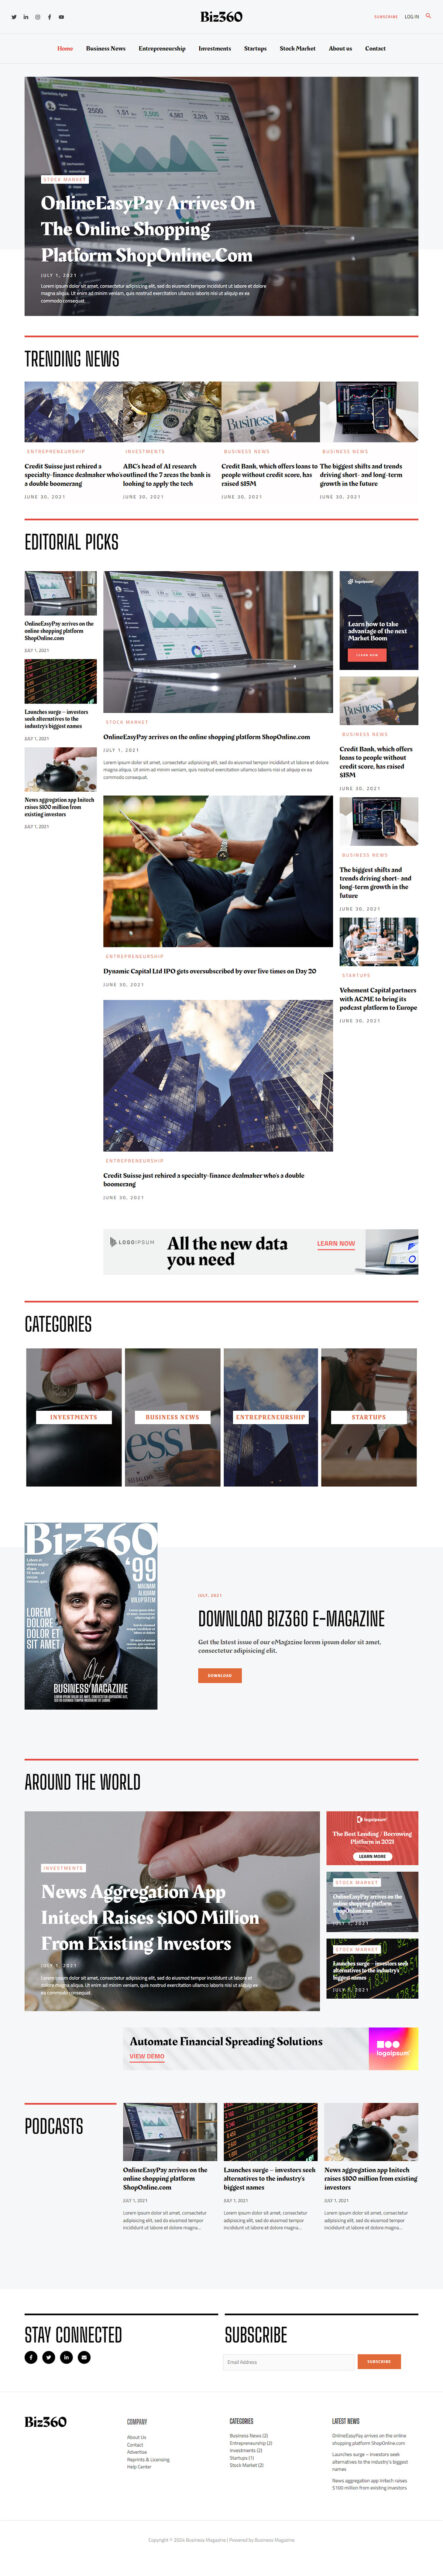 Biz360
SUBSCRIBE
LOG IN
Home
Business News
Entrepreneurship
Investments
Startups
Stock Market
About us
Contact
STOCK MARKET
OnlineEasyPay Arrives On
The Online Shopping
Platform ShopOnline.Com
JULY 1, 2021
Lorem ipsum dolor sit amet, consectetur adipisicing elit, sed do eiusmod tempor incididunt ut labore et dolore
magna aliqua. Ut enim ad minim veniam, quis nostrud exercitation ullamco laboris nisi ut aliquip ex ea
commodo consequat.
TRENDING NEWS
ENTREPRENEURSHIP
Credit Suisse just rehired a
specialty-finance dealmaker who's
a double boomerang
JUNE 30, 2021
INVESTMENTS
ABC's head of AI research
outlined the 7 areas the bank is
looking to apply the tech
JUNE 30, 2021
BUSINESS NEWS
Credit Bank, which offers loans to
people without credit score, has
raised $15M
JUNE 30, 2021
BUSINESS NEWS
The biggest shifts and trends
driving short- and long-term
growth in the future
JUNE 30, 2021
EDITORIAL PICKS
OnlineEasyPay arrives on the
online shopping platform
ShopOnline.com
JULY 1, 2021
Launches surge – investors
seek alternatives to the
industry's biggest names
JULY 1, 2021
News aggregation app Initech
raises $100 million from
existing investors
JULY 1, 2021
STOCK MARKET
OnlineEasyPay arrives on the online shopping platform ShopOnline.com
JULY 1, 2021
Lorem ipsum dolor sit amet, consectetur adipisicing elit, sed do eiusmod tempor incididunt ut labore et dolore
magna aliqua. Ut enim ad minim veniam, quis nostrud exercitation ullamco laboris nisi ut aliquip ex ea
commodo consequat.
ENTREPRENEURSHIP
Dynamic Capital Ltd IPO gets oversubscribed by over five times on Day 20
JUNE 30, 2021
ENTREPRENEURSHIP
Credit Suisse just rehired a specialty-finance dealmaker who's a double
boomerang
JUNE 30, 2021
logoipsum
Learn how to take
advantage of the next
Market Boom
LEARN NOW
Business
BUSINESS NEWS
Credit Bank, which offers
loans to people without
credit score, has raised
$15M
JUNE 30, 2021
BUSINESS NEWS
The biggest shifts and
trends driving short- and
long-term growth in the
future
JUNE 30, 2021
STARTUPS
Vehement Capital partners
with ACME to bring its
podcast platform to Europe
JUNE 30, 2021
LOGOIPSUM
All the new data
you need
LEARN NOW
CATEGORIES
INVESTMENTS
BUSINESS NEWS
ENTREPRENEURSHIP
STARTUPS
Biz360
'99
MAGNAM
ALIQUAM
VOLUPTATEM
LOREM
DOLORE
DOLOR ET
SIT AMET
BUSINESS MAGAZINE
JULY, 2021
DOWNLOAD BIZ360 E-MAGAZINE
Get the latest issue of our eMagazine lorem ipsum dolor sit amet,
consectetur adipisicing elit.
DOWNLOAD
AROUND THE WORLD
INVESTMENTS
News Aggregation App
Initech Raises $100 Million
From Existing Investors
JULY 1, 2021
Lorem ipsum dolor sit amet, consectetur adipisicing elit, sed do eiusmod tempor incididunt ut labore et
dolore magna aliqua. Ut enim ad minim veniam, quis nostrud exercitation ullamco laboris nisi ut aliquip ex
ea commodo consequat.
logoipsum
The Best Lending / Borrowing
Platform in 2021
LEARN MORE
STOCK MARKET
OnlineEasyPay arrives on the
online shopping platform
ShopOnline.com
JULY 1, 2021
STOCK MARKET
Launches surge – investors seek
alternatives to the industry's
biggest names
JULY 1, 2021
Automate Financial Spreading Solutions
VIEW DEMO
logoipsum
PODCASTS
OnlineEasyPay arrives on the
online shopping platform
ShopOnline.com
JULY 1, 2021
Lorem ipsum dolor sit amet, consectetur
adipisicing elit, sed do eiusmod tempor
incididunt ut labore et dolore magna...
Launches surge – investors seek
alternatives to the industry's
biggest names
JULY 1, 2021
Lorem ipsum dolor sit amet, consectetur
adipisicing elit, sed do eiusmod tempor
incididunt ut labore et dolore magna...
News aggregation app Initech
raises $100 million from existing
investors
JULY 1, 2021
Lorem ipsum dolor sit amet, consectetur
adipisicing elit, sed do eiusmod tempor
incididunt ut labore et dolore magna...
STAY CONNECTED
SUBSCRIBE
Email Address
SUBSCRIBE
Biz360
COMPANY
About Us
Contact
Advertise
Reprints & Licensing
Help Center
CATEGORIES
Business News (2)
Entrepreneurship (2)
Investments (2)
Startups (1)
Stock Market (2)
LATEST NEWS
OnlineEasyPay arrives on the online
shopping platform ShopOnline.com
Launches surge – investors seek
alternatives to the industry's biggest
names
News aggregation app Initech raises
$100 million from existing investors
Copyright © 2024 Business Magazine | Powered by Business Magazine